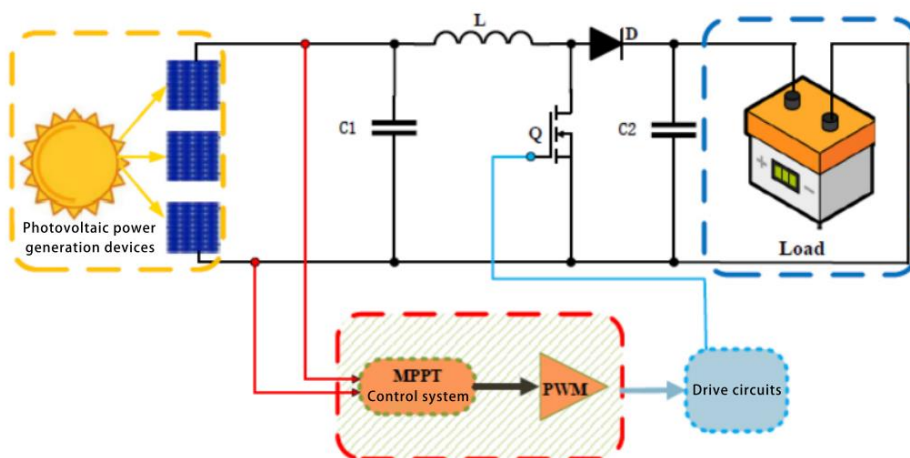 L
D
C1
Q
C2
+
−
Photovoltaic power
generation devices
Load
MPPT
Control system
PWM
Drive circuits